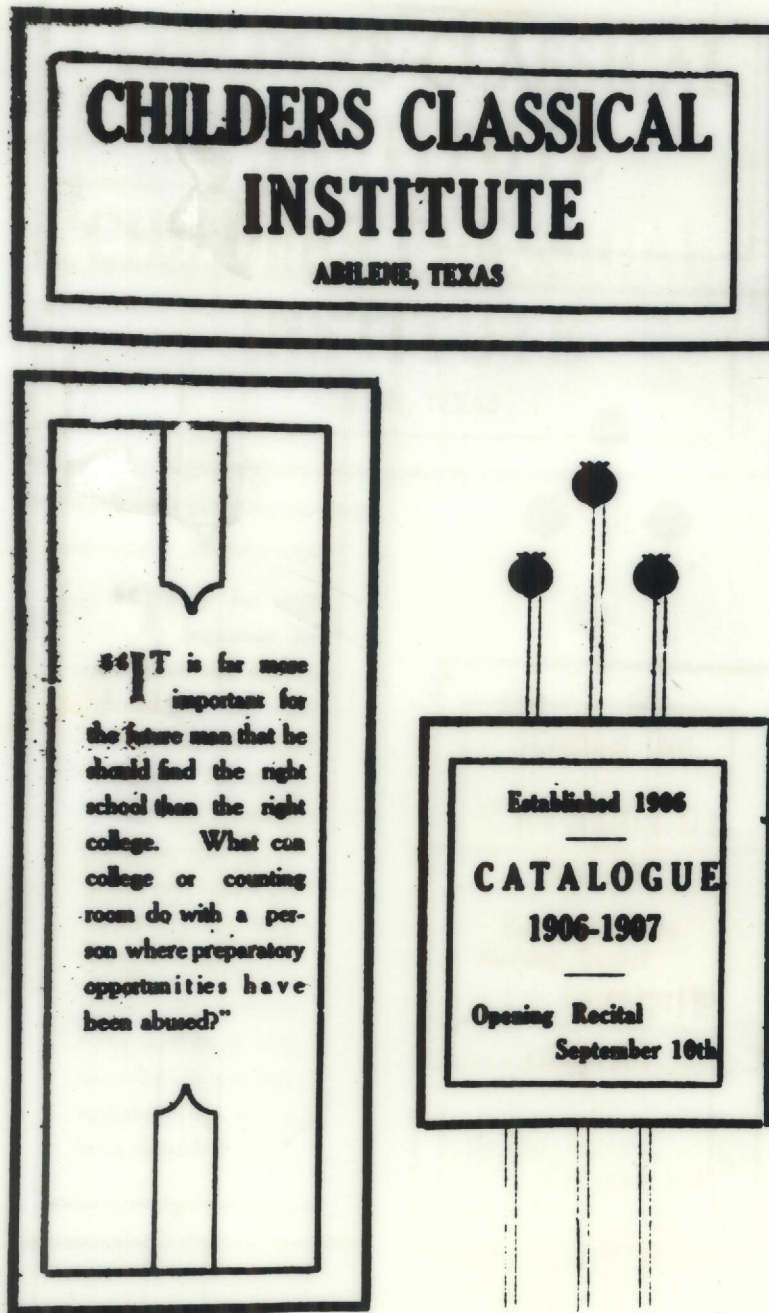 CHILDERS CLASSICAL
INSTITUTE
ABILENE, TEXAS
“IT is far more
important for
the future man that he
should find the right
school than the right
college. What can
college or counting
room do with a per-
son where preparatory
opportunities have
been abused?”
Established 1906
CATALOGUE
1906-1907
Opening Recital
September 10th